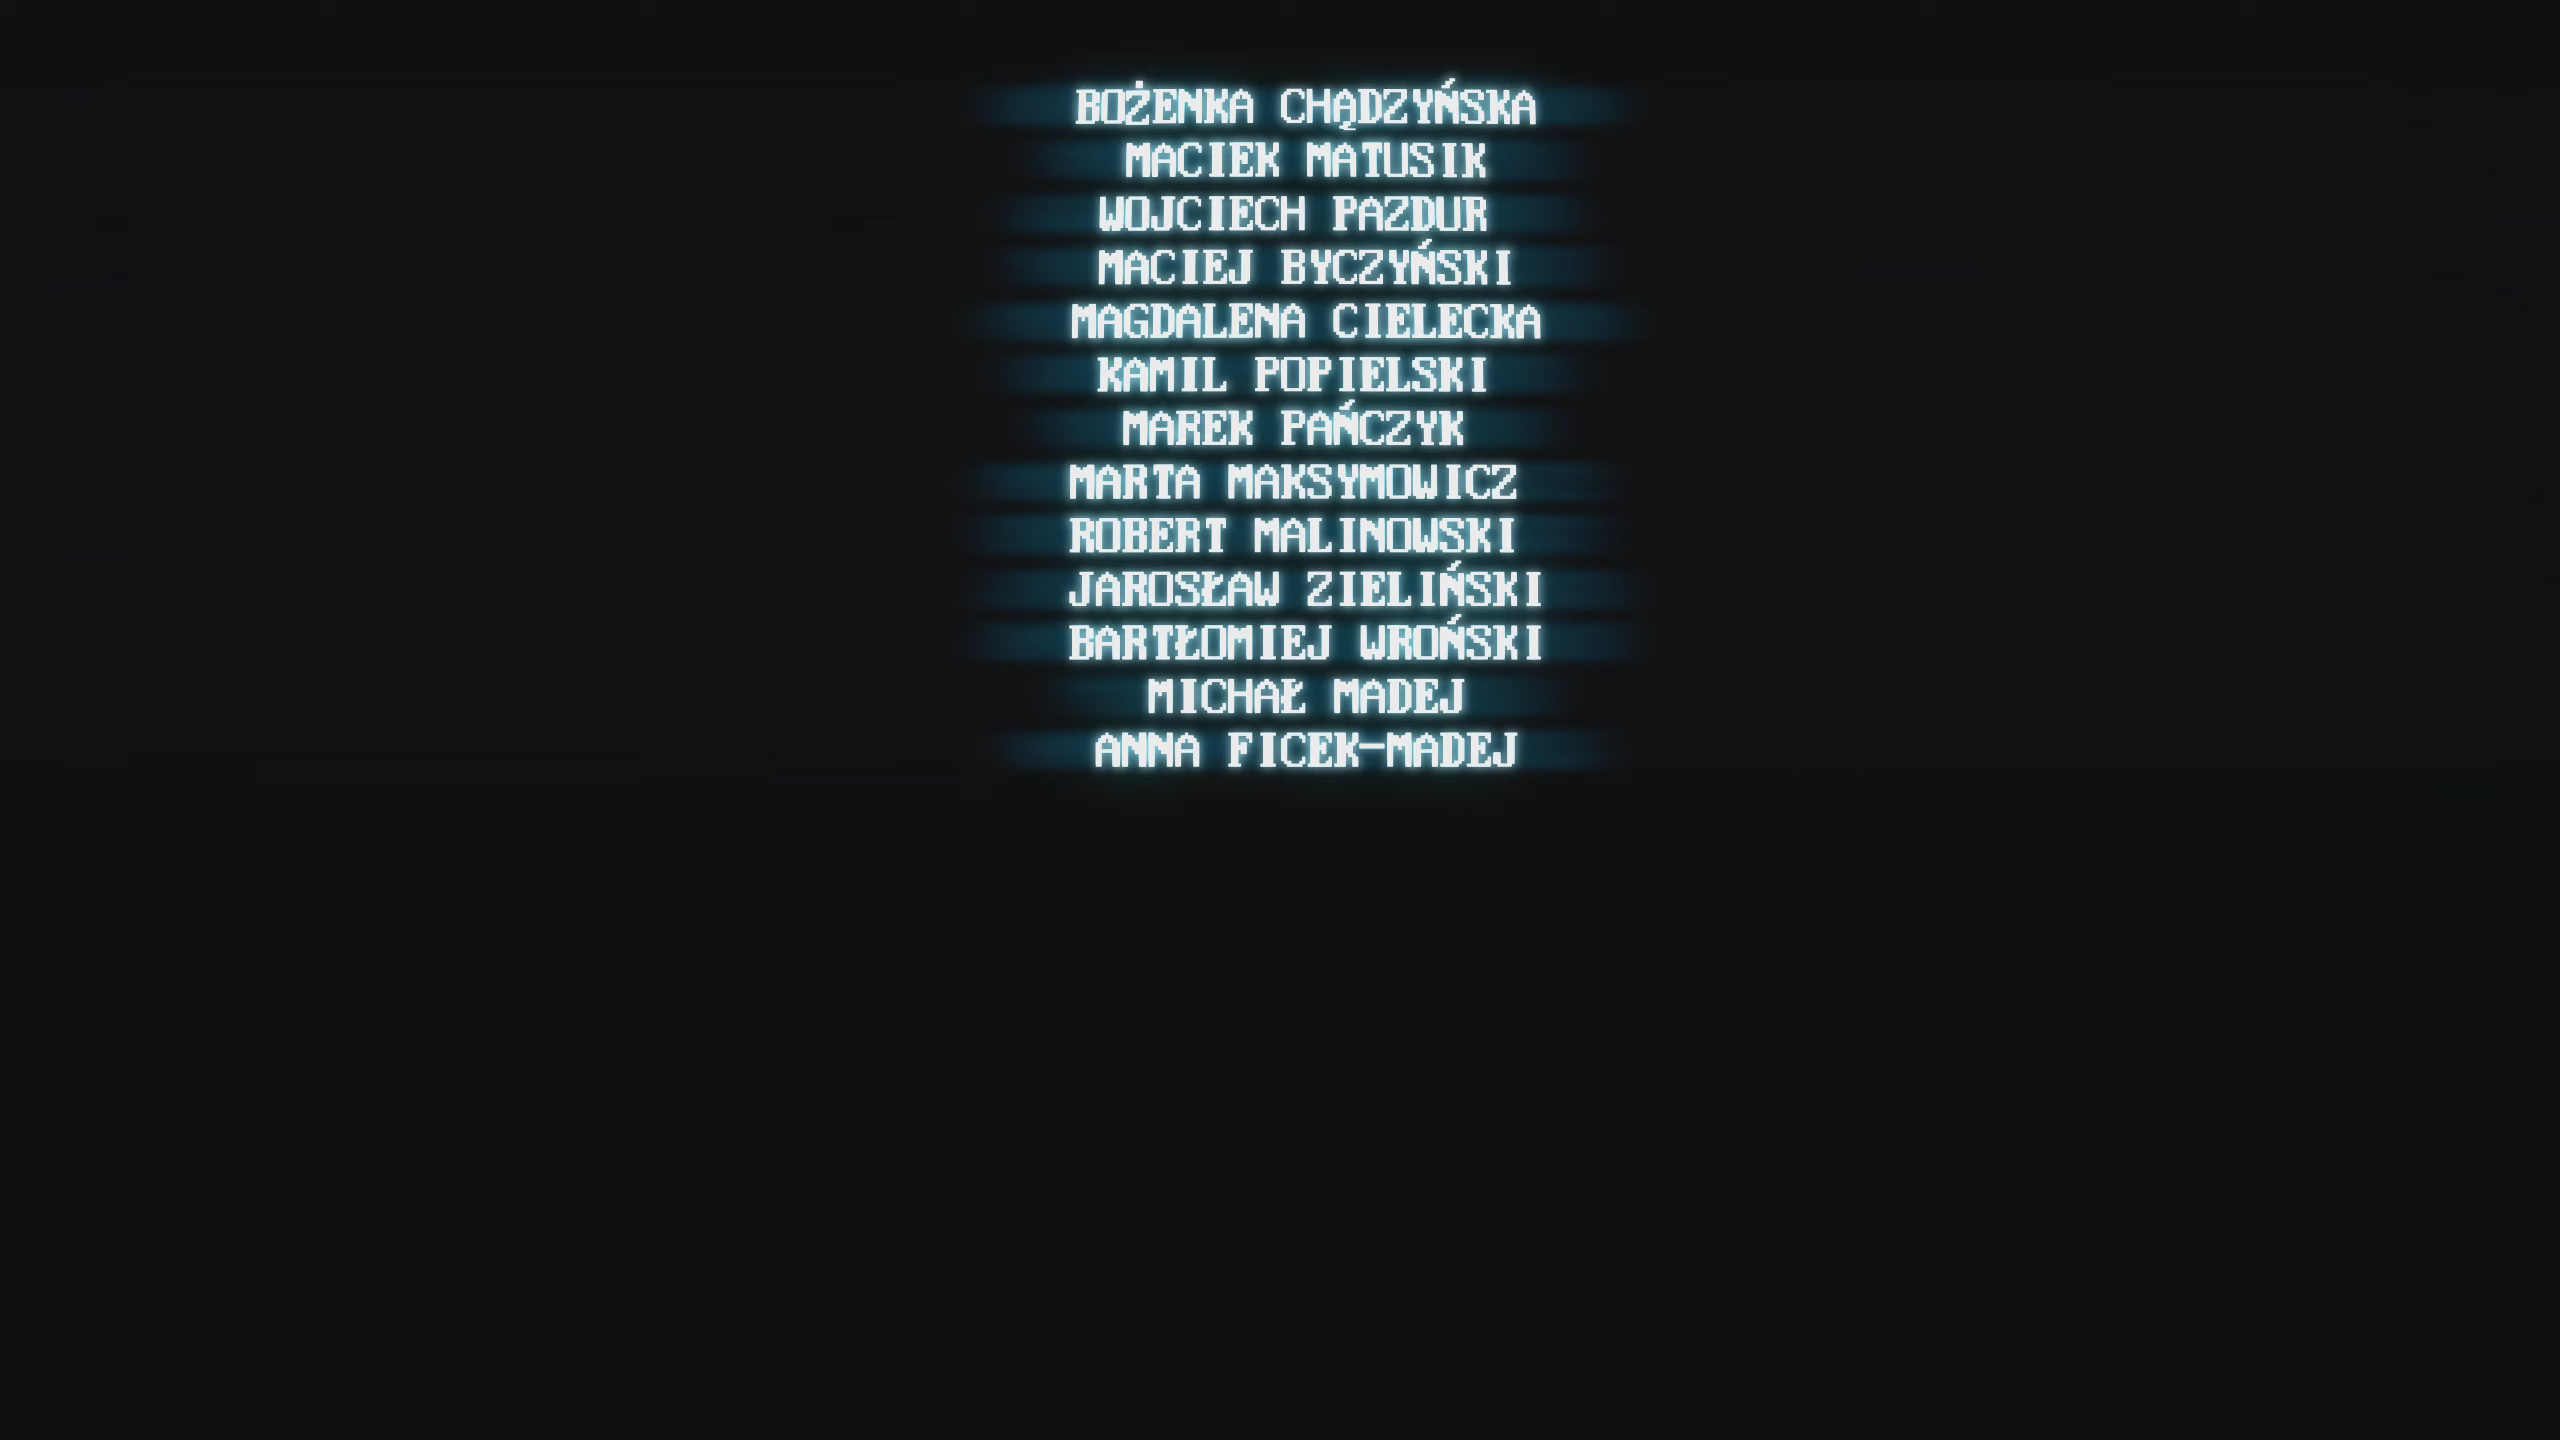 BOŻENKA CHĄDZYŃSKA
MACIEK MATUSIK
WOJCIECH PAZDUR
MACIEJ BYCZYŃSKI
MAGDALENA CIELECKA
KAMIL POPIELSKI
MAREK PAŃCZYK
MARTA MAKSYMOWICZ
ROBERT MALINOWSKI
JAROSŁAW ZIELIŃSKI
BARTŁOMIEJ WROŃSKI
MICHAŁ MADEJ
ANNA FICEK-MADEJ